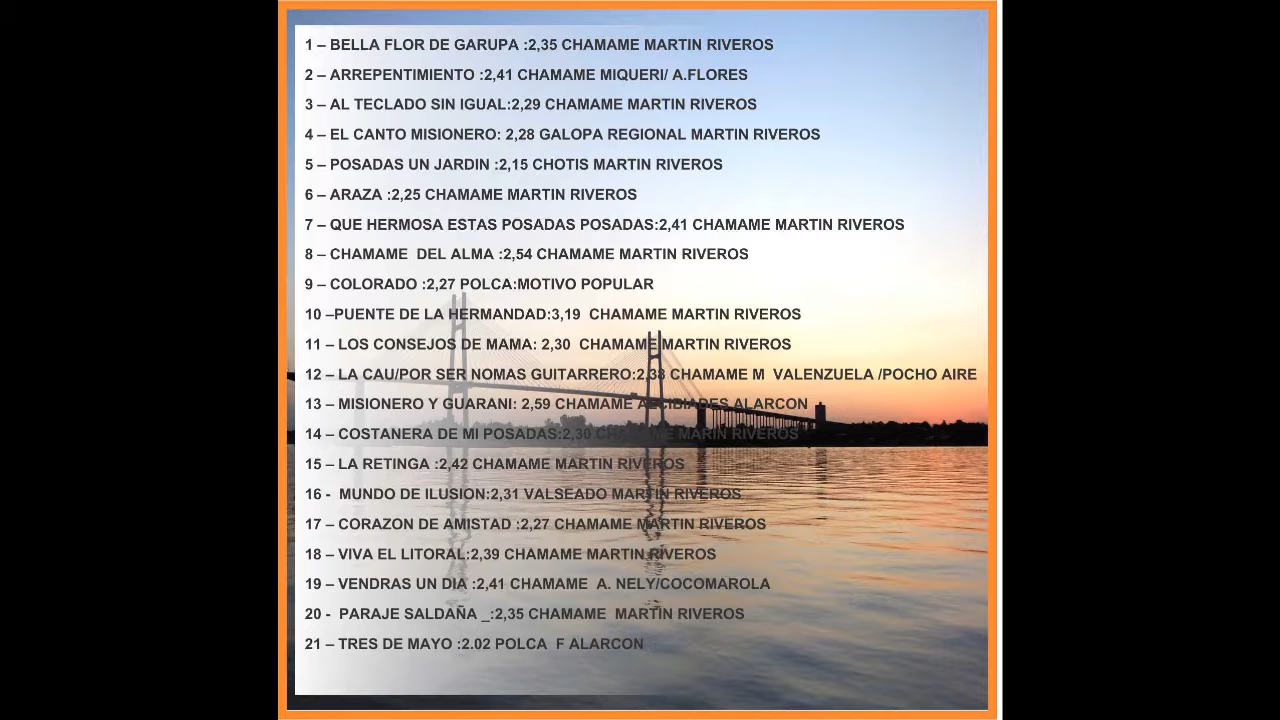 1 – BELLA FLOR DE GARUPA :2,35 CHAMAME MARTIN RIVEROS
2 – ARREPENTIMIENTO :2,41 CHAMAME MIQUERI/ A.FLORES
3 – AL TECLADO SIN IGUAL:2,29 CHAMAME MARTIN RIVEROS
4 – EL CANTO MISIONERO: 2,28 GALOPA REGIONAL MARTIN RIVEROS
5 – POSADAS UN JARDIN :2,15 CHOTIS MARTIN RIVEROS
6 – ARAZA :2,25 CHAMAME MARTIN RIVEROS
7 – QUE HERMOSA ESTAS POSADAS POSADAS:2,41 CHAMAME MARTIN RIVEROS
8 – CHAMAME  DEL ALMA :2,54 CHAMAME MARTIN RIVEROS
9 – COLORADO :2,27 POLCA:MOTIVO POPULAR
10 –PUENTE DE LA HERMANDAD:3,19  CHAMAME MARTIN RIVEROS
11 – LOS CONSEJOS DE MAMA: 2,30  CHAMAME MARTIN RIVEROS
12 – LA CAU/POR SER NOMAS GUITARRERO:2,38 CHAMAME M  VALENZUELA /POCHO AIRE
13 – MISIONERO Y GUARANI: 2,59 CHAMAME ALCIBIADES ALARCON
14 – COSTANERA DE MI POSADAS:2,30 CHAMAME MARIN RIVEROS
15 – LA RETINGA :2,42 CHAMAME MARTIN RIVEROS
16 -  MUNDO DE ILUSION:2,31 VALSEADO MARTIN RIVEROS
17 – CORAZON DE AMISTAD :2,27 CHAMAME MARTIN RIVEROS
18 – VIVA EL LITORAL:2,39 CHAMAME MARTIN RIVEROS
19 – VENDRAS UN DIA :2,41 CHAMAME  A. NELY/COCOMAROLA
20 -  PARAJE SALDAÑA _:2,35 CHAMAME  MARTIN RIVEROS
21 – TRES DE MAYO :2.02 POLCA  F ALARCON